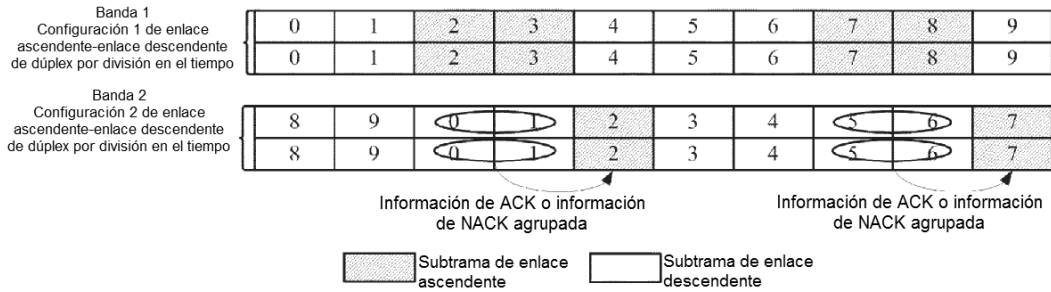 Banda 1
Configuración 1 de enlace
ascendente-enlace descendente
de dúplex por división en el tiempo
0 1 2 3 4 5 6 7 8 9
0 1 2 3 4 5 6 7 8 9
Banda 2
Configuración 2 de enlace
ascendente-enlace descendente
de dúplex por división en el tiempo
8 9 0 1 2 3 4 5 6 7
8 9 0 1 2 3 4 5 6 7
Información de ACK o información
de NACK agrupada
Información de ACK o información
de NACK agrupada
Subtrama de enlace
ascendente
Subtrama de enlace
descendente